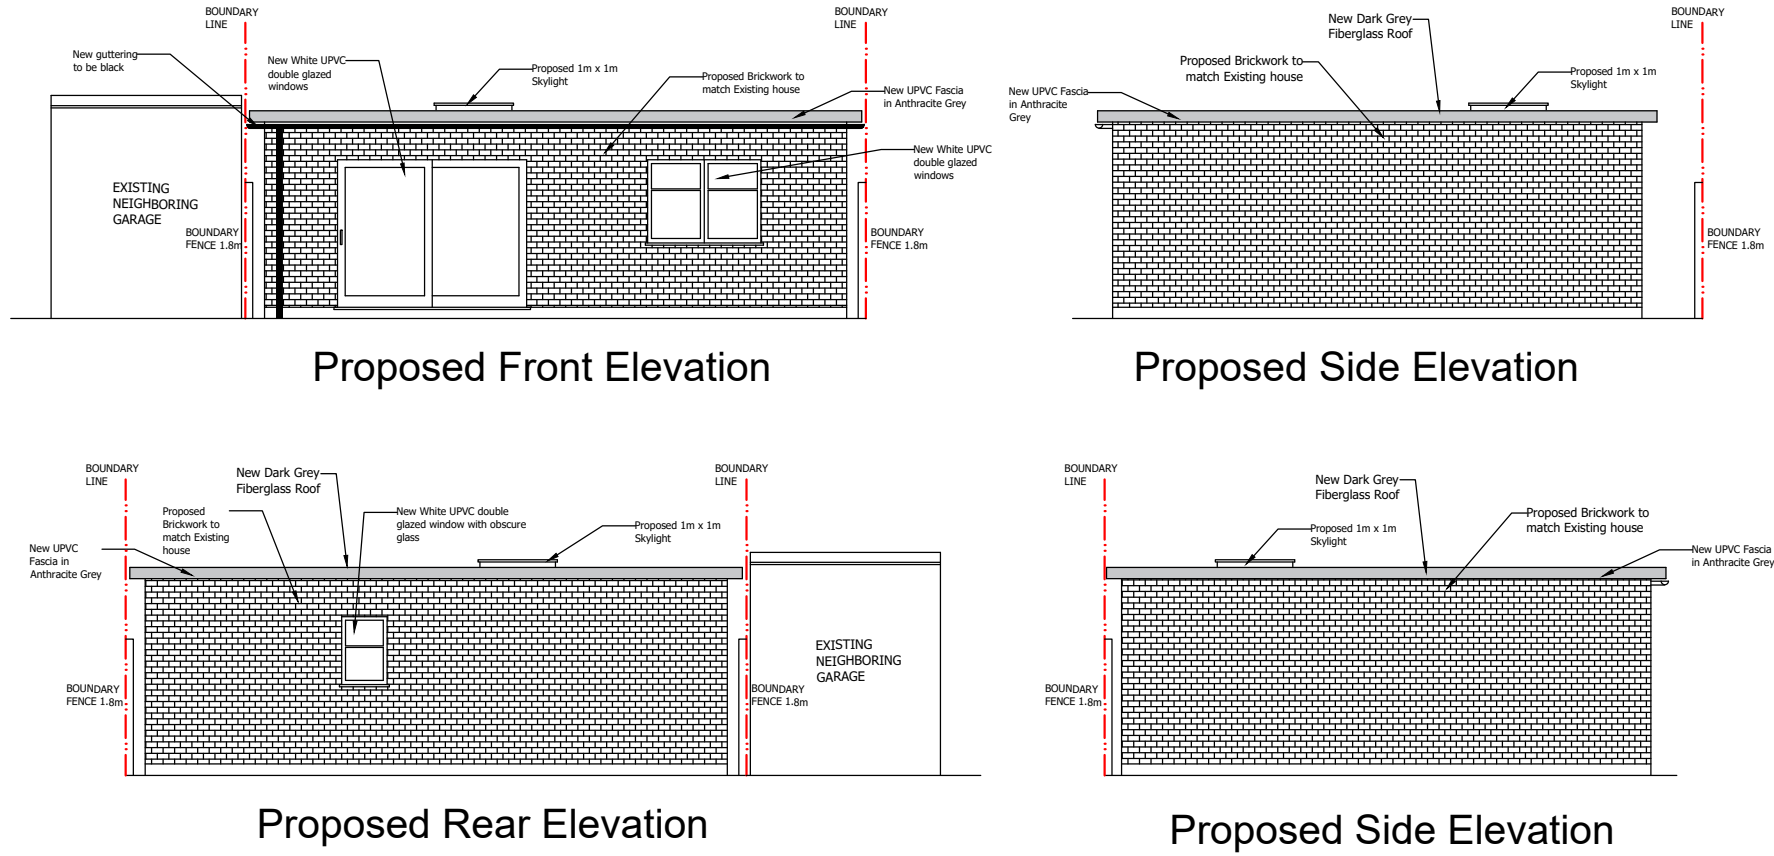 BOUNDARY
LINE
New guttering
to be black
New White UPVC
double glazed
windows
Proposed 1m x 1m
Skylight
Proposed Brickwork to
match Existing house
BOUNDARY
LINE
New UPVC Fascia
in Anthracite Grey
New White UPVC
double glazed
windows
EXISTING
NEIGHBORING
GARAGE
BOUNDARY
FENCE 1.8m
BOUNDARY
FENCE 1.8m
Proposed Front Elevation
New Dark Grey
Fiberglass Roof
BOUNDARY
LINE
Proposed Brickwork to
match Existing house
Proposed 1m x 1m
Skylight
New UPVC Fascia
in Anthracite
Grey
BOUNDARY
FENCE 1.8m
Proposed Side Elevation
BOUNDARY
LINE
New Dark Grey
Fiberglass Roof
Proposed
Brickwork to
match Existing
house
New White UPVC double
glazed window with obscure
glass
Proposed 1m x 1m
Skylight
BOUNDARY
LINE
New UPVC
Fascia in
Anthracite Grey
EXISTING
NEIGHBORING
GARAGE
BOUNDARY
FENCE 1.8m
BOUNDARY
FENCE 1.8m
Proposed Rear Elevation
BOUNDARY
LINE
New Dark Grey
Fiberglass Roof
Proposed 1m x 1m
Skylight
Proposed Brickwork to
match Existing house
New UPVC Fascia
in Anthracite Grey
BOUNDARY
FENCE 1.8m
Proposed Side Elevation